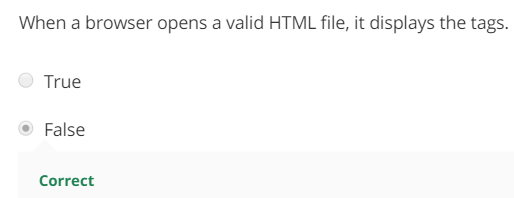 When a browser opens a valid HTML file, it displays the tags.
True
False
Correct